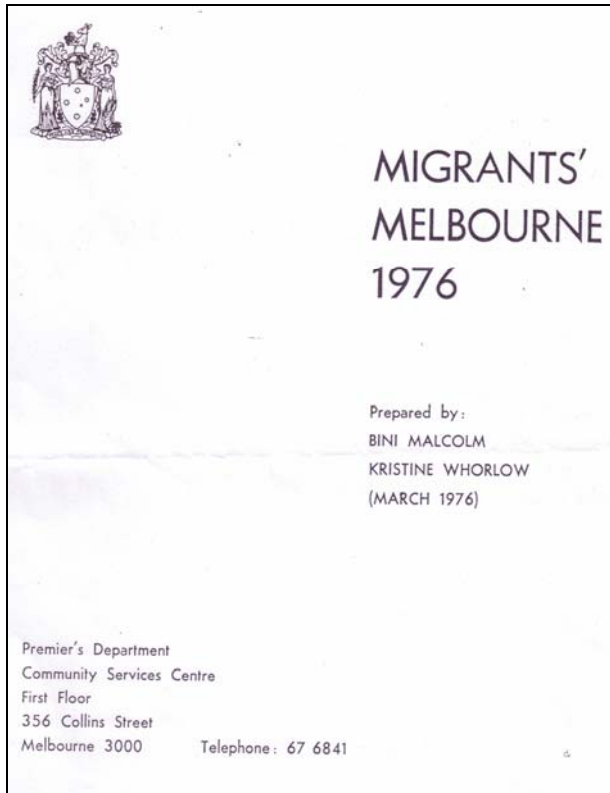 MIGRANTS'
MELBOURNE
1976
Prepared by:
BINI MALCOLM
KRISTINE WHORLOW
(MARCH 1976)
Premier's Department
Community Services Centre
First Floor
356 Collins Street
Melbourne 3000 Telephone: 67 6841